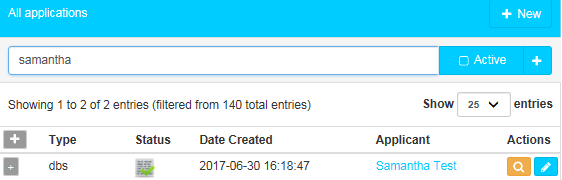 All applications
+ New
samantha
Active +
Showing 1 to 2 of 2 entries (filtered from 140 total entries) Show 25 entries
+ Type Status Date Created Applicant Actions
+ dbs 2017-06-30 16:18:47 Samantha Test